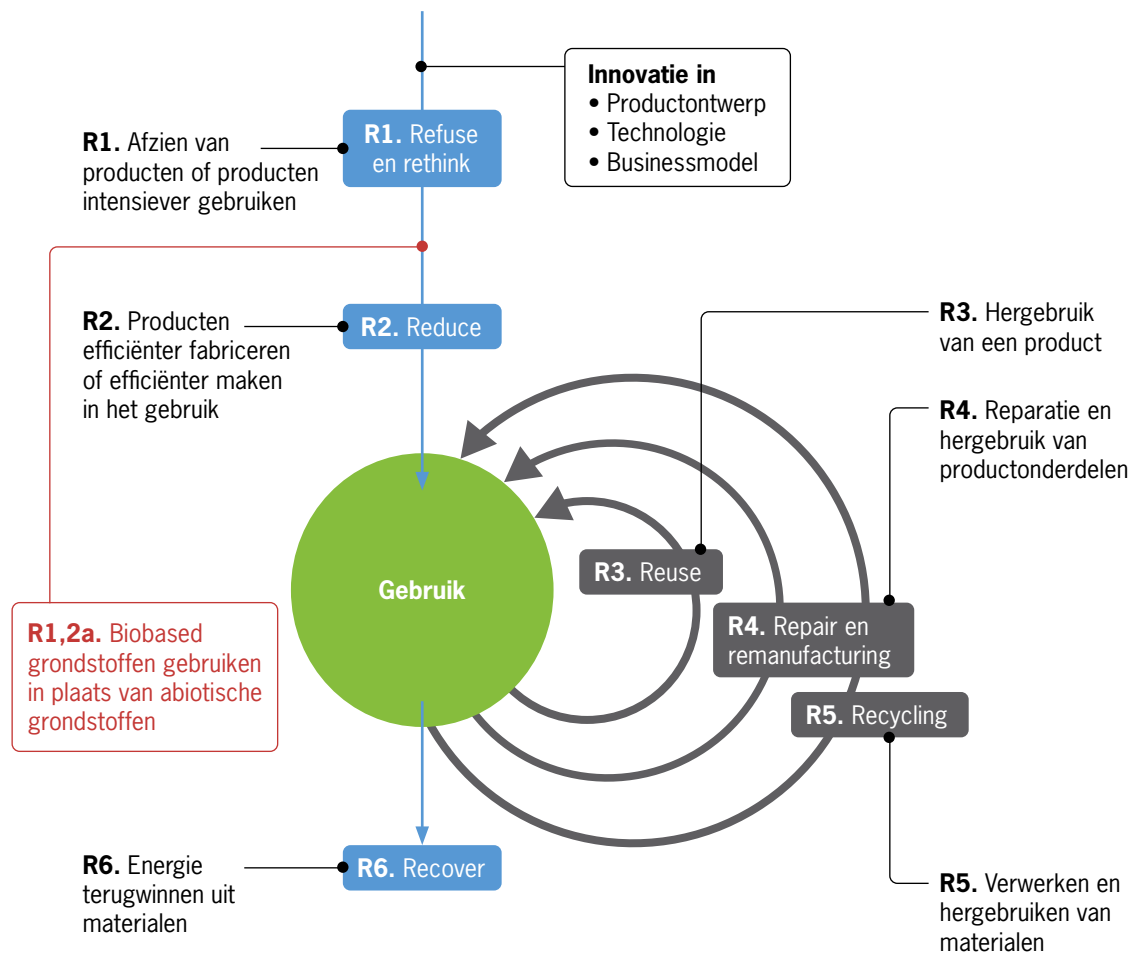 Innovatie in
• Productontwerp
• Technologie
• Businessmodel
R1. Afzien van
producten of producten
intensiever gebruiken
R1. Refuse
en rethink
R2. Producten
efficiënter fabriceren
of efficiënter maken
in het gebruik
R2. Reduce
R3. Hergebruik
van een product
R4. Reparatie en
hergebruik van
productonderdelen
Gebruik
R3. Reuse
R4. Repair en
remanufacturing
R5. Recycling
R1,2a. Biobased
grondstoffen gebruiken
in plaats van abiotische
grondstoffen
R6. Energie
terugwinnen uit
materialen
R6. Recover
R5. Verwerken en
hergebruiken van
materialen